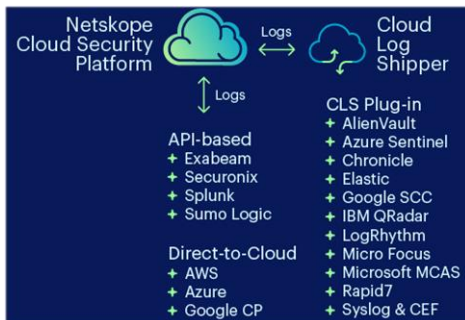 Netskope
Cloud Security
Platform
Logs
Cloud
Log
Shipper
Logs
API-based
+ Exabeam
+ Securonix
+ Splunk
+ Sumo Logic
Direct-to-Cloud
+ AWS
+ Azure
+ Google CP
CLS Plug-in
+ AlienVault
+ Azure Sentinel
+ Chronicle
+ Elastic
+ Google SCC
+ IBM QRadar
+ LogRhythm
+ Micro Focus
+ Microsoft MCAS
+ Rapid7
+ Syslog & CEF